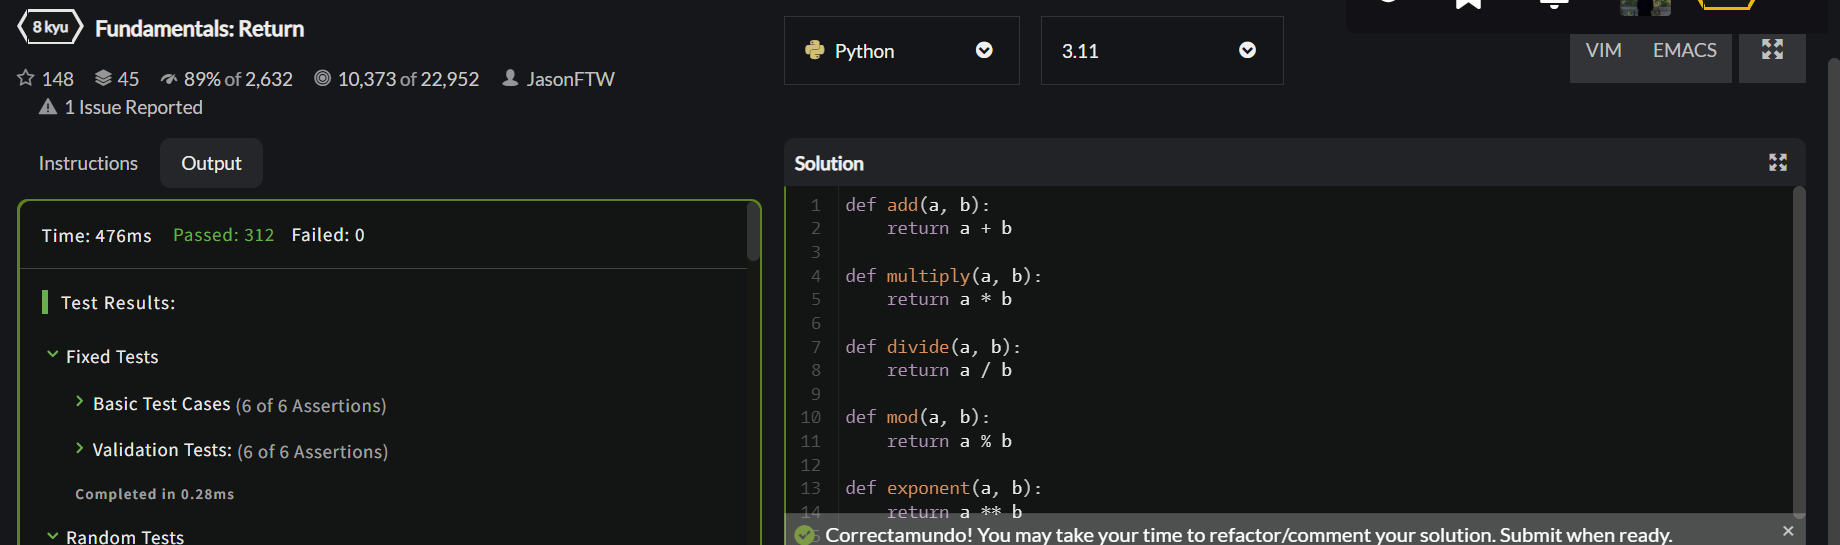 8 kyu
Fundamentals: Return
148 45 89% of 2,632 10,373 of 22,952 JasonFTW
1 Issue Reported
Instructions Output
Time: 476ms Passed: 312 Failed: 0
Test Results:
Fixed Tests
Basic Test Cases (6 of 6 Assertions)
Validation Tests: (6 of 6 Assertions)
Completed in 0.28ms
Random Tests
Python 3.11 VIM EMACS
Solution
1 def add(a, b):
2     return a + b
3
4 def multiply(a, b):
5     return a * b
6
7 def divide(a, b):
8     return a / b
9
10 def mod(a, b):
11     return a % b
12
13 def exponent(a, b):
14     return a ** b
Correctamundo! You may take your time to refactor/comment your solution. Submit when ready.